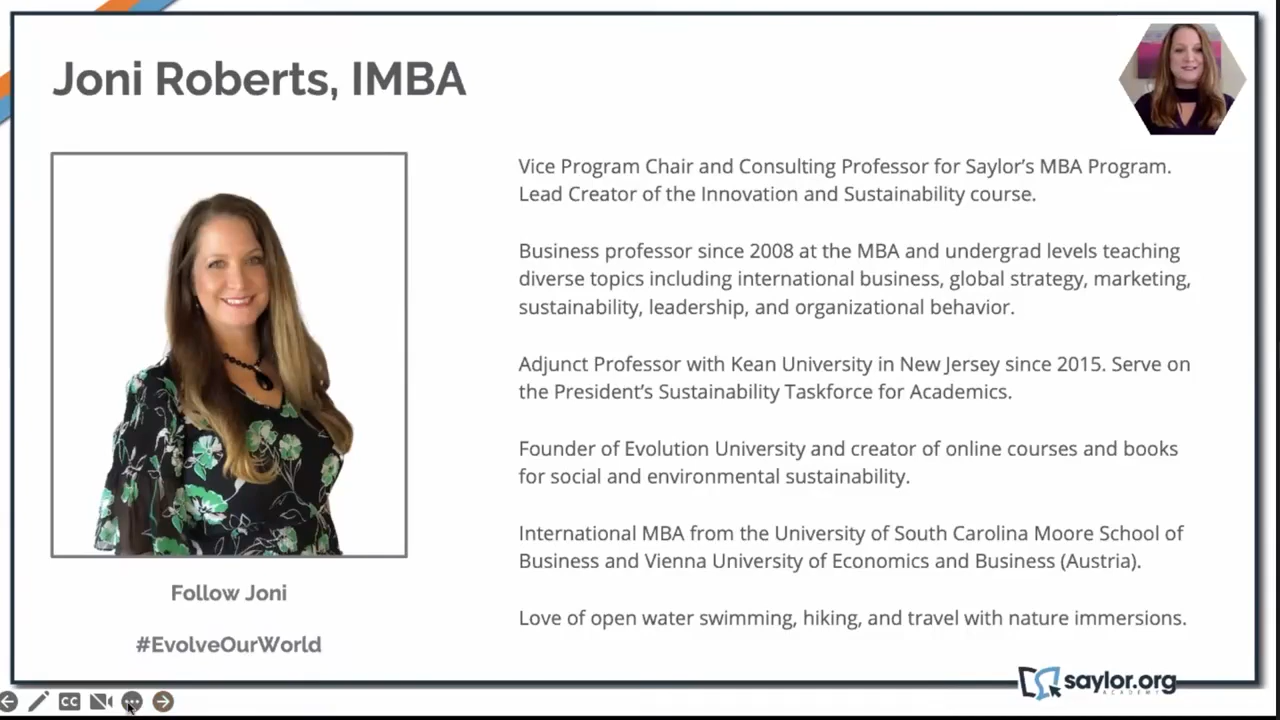 Joni Roberts, IMBA
Vice Program Chair and Consulting Professor for Saylor's MBA Program.
Lead Creator of the Innovation and Sustainability course.
Business professor since 2008 at the MBA and undergrad levels teaching
diverse topics including international business, global strategy, marketing,
sustainability, leadership, and organizational behavior.
Adjunct Professor with Kean University in New Jersey since 2015. Serve on
the President's Sustainability Taskforce for Academics.
Founder of Evolution University and creator of online courses and books
for social and environmental sustainability.
International MBA from the University of South Carolina Moore School of
Business and Vienna University of Economics and Business (Austria).
Love of open water swimming, hiking, and travel with nature immersions.
Follow Joni
#EvolveOurWorld
saylor.org
ACADEMY
CC